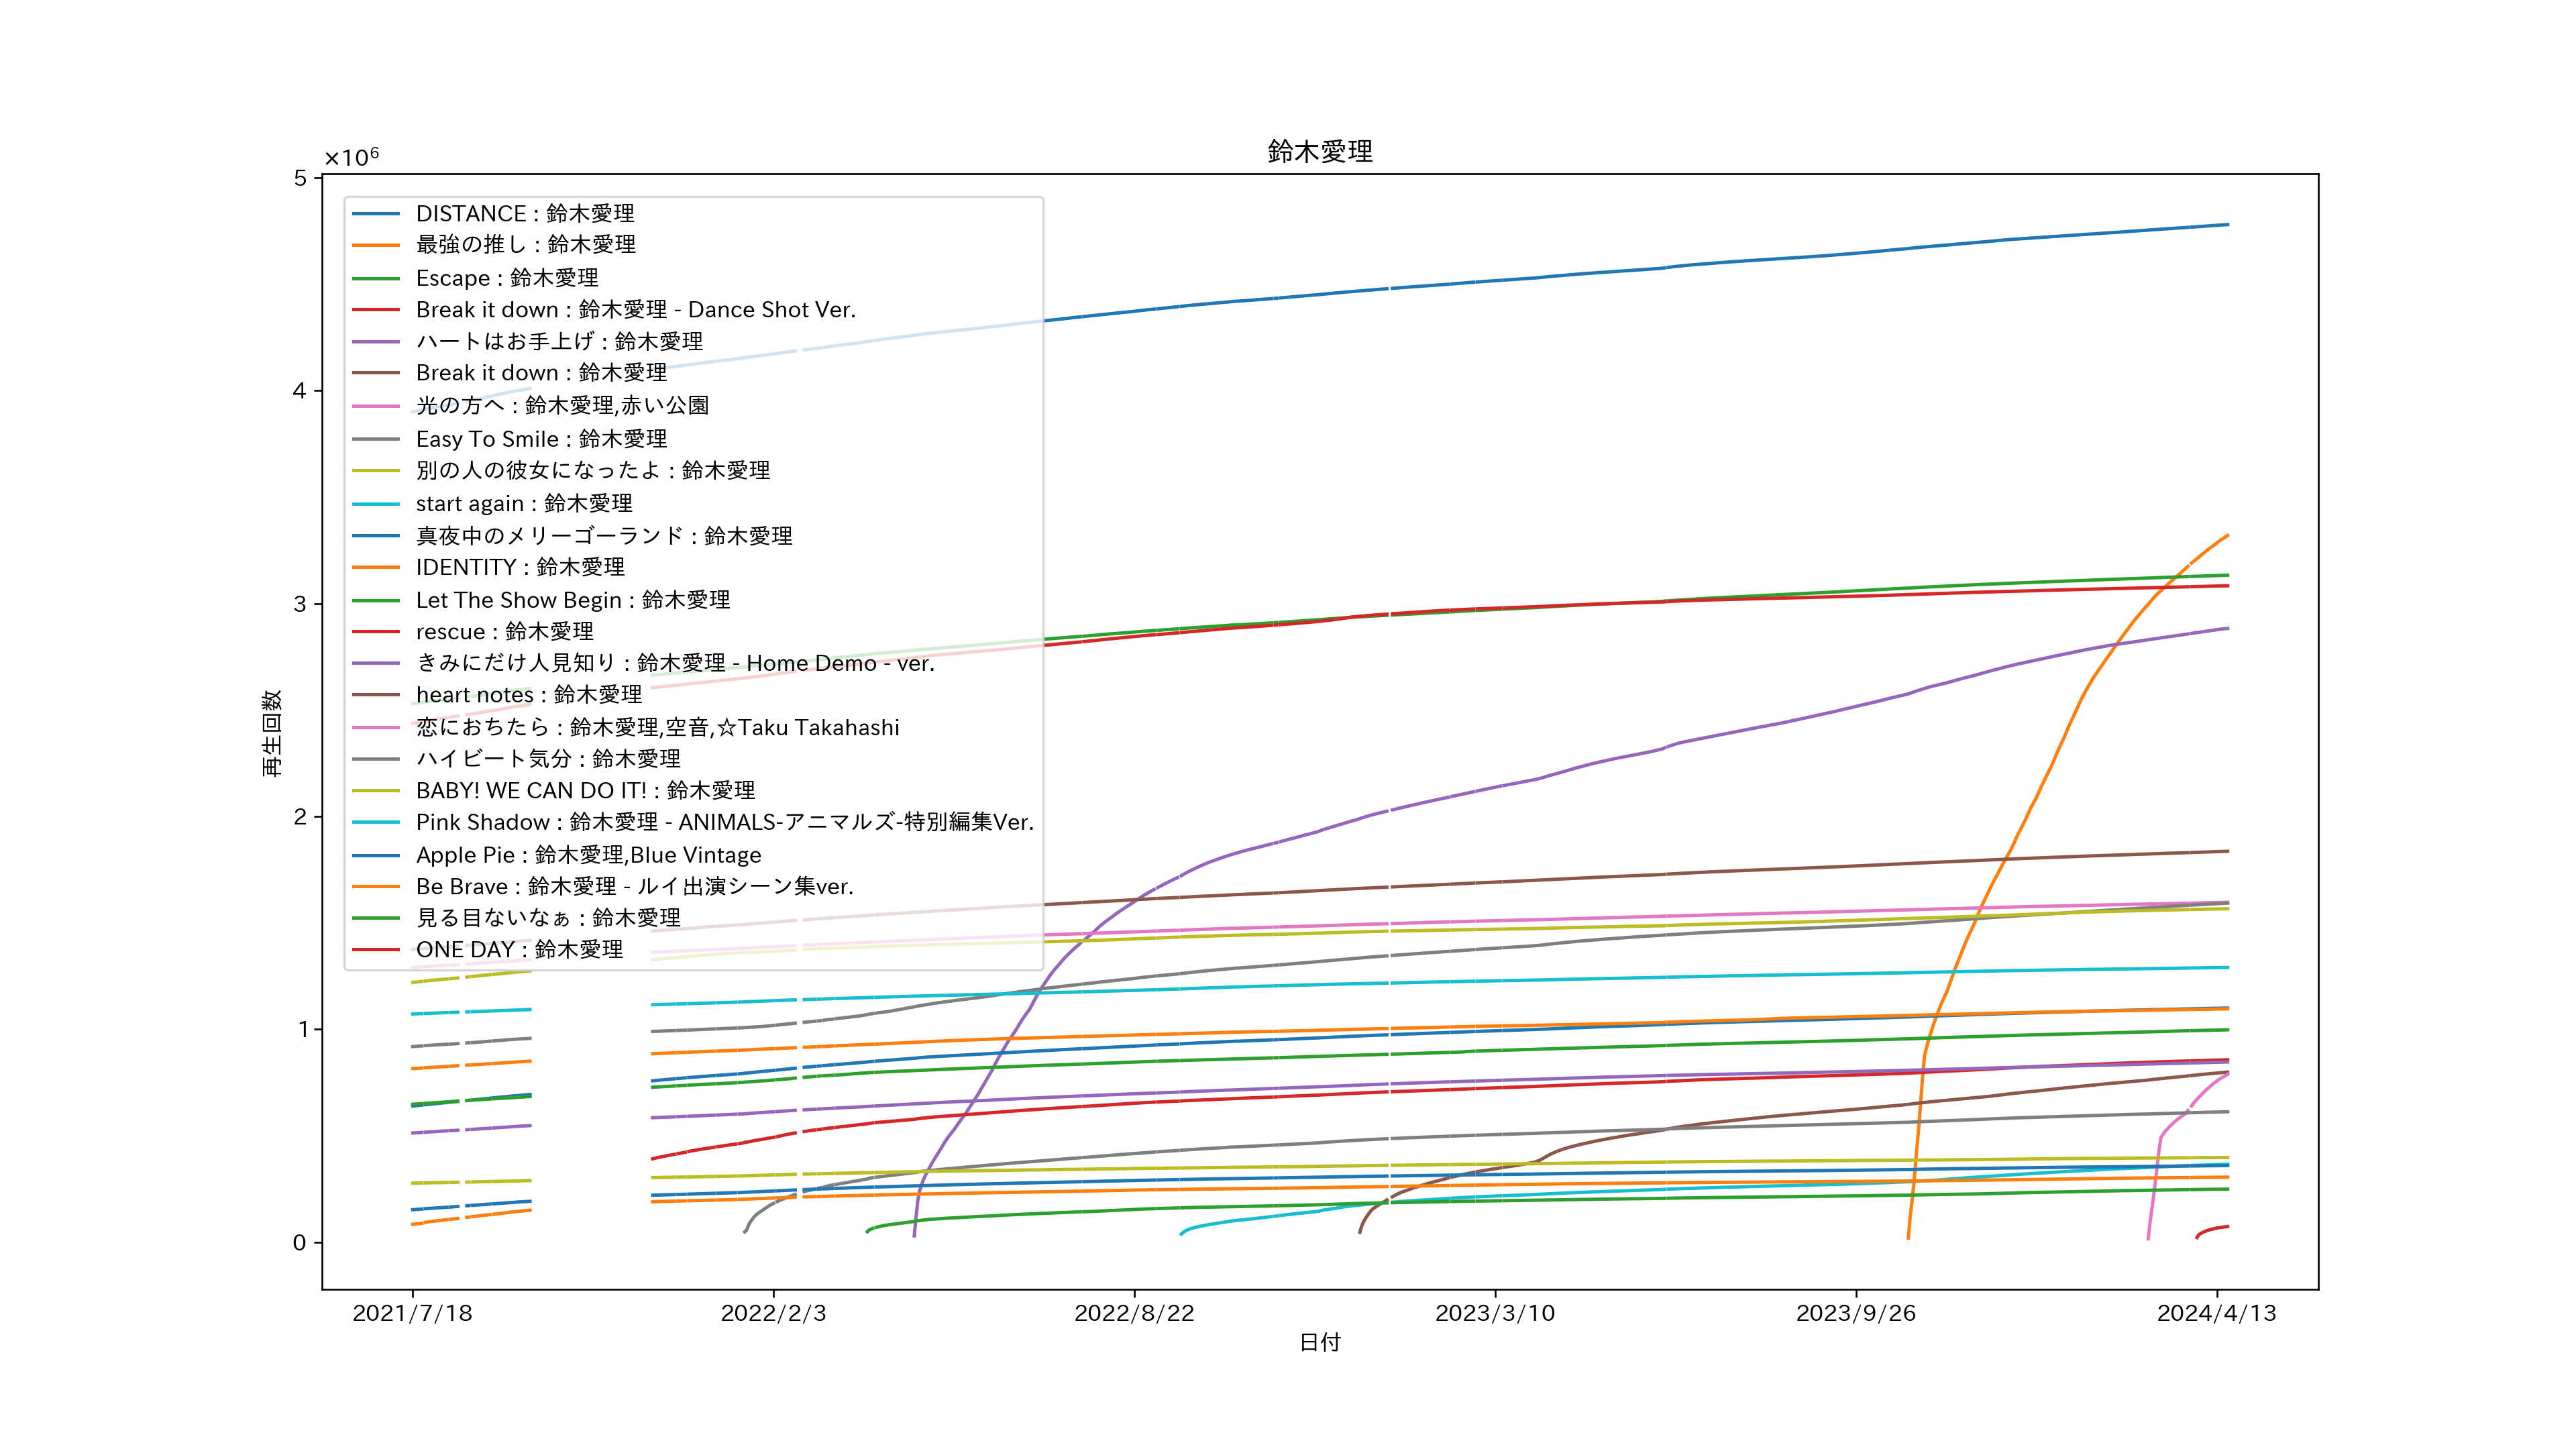 鈴木愛理
×10⁶
5
4
3
2
1
0
再生回数
DISTANCE : 鈴木愛理
最強の推し : 鈴木愛理
Escape : 鈴木愛理
Break it down : 鈴木愛理 - Dance Shot Ver.
ハートはお手上げ : 鈴木愛理
Break it down : 鈴木愛理
光の方へ : 鈴木愛理,赤い公園
Easy To Smile : 鈴木愛理
別の人の彼女になったよ : 鈴木愛理
start again : 鈴木愛理
真夜中のメリーゴーランド : 鈴木愛理
IDENTITY : 鈴木愛理
Let The Show Begin : 鈴木愛理
rescue : 鈴木愛理
きみにだけ人見知り : 鈴木愛理 - Home Demo - ver.
heart notes : 鈴木愛理
恋におちたら : 鈴木愛理,空音,☆Taku Takahashi
ハイビート気分 : 鈴木愛理
BABY! WE CAN DO IT! : 鈴木愛理
Pink Shadow : 鈴木愛理 - ANIMALS-アニマルズ-特別編集Ver.
Apple Pie : 鈴木愛理,Blue Vintage
Be Brave : 鈴木愛理 - ルイ出演シーン集ver.
見る目ないなぁ : 鈴木愛理
ONE DAY : 鈴木愛理
2021/7/18
2022/2/3
2022/8/22
2023/3/10
2023/9/26
2024/4/13
日付